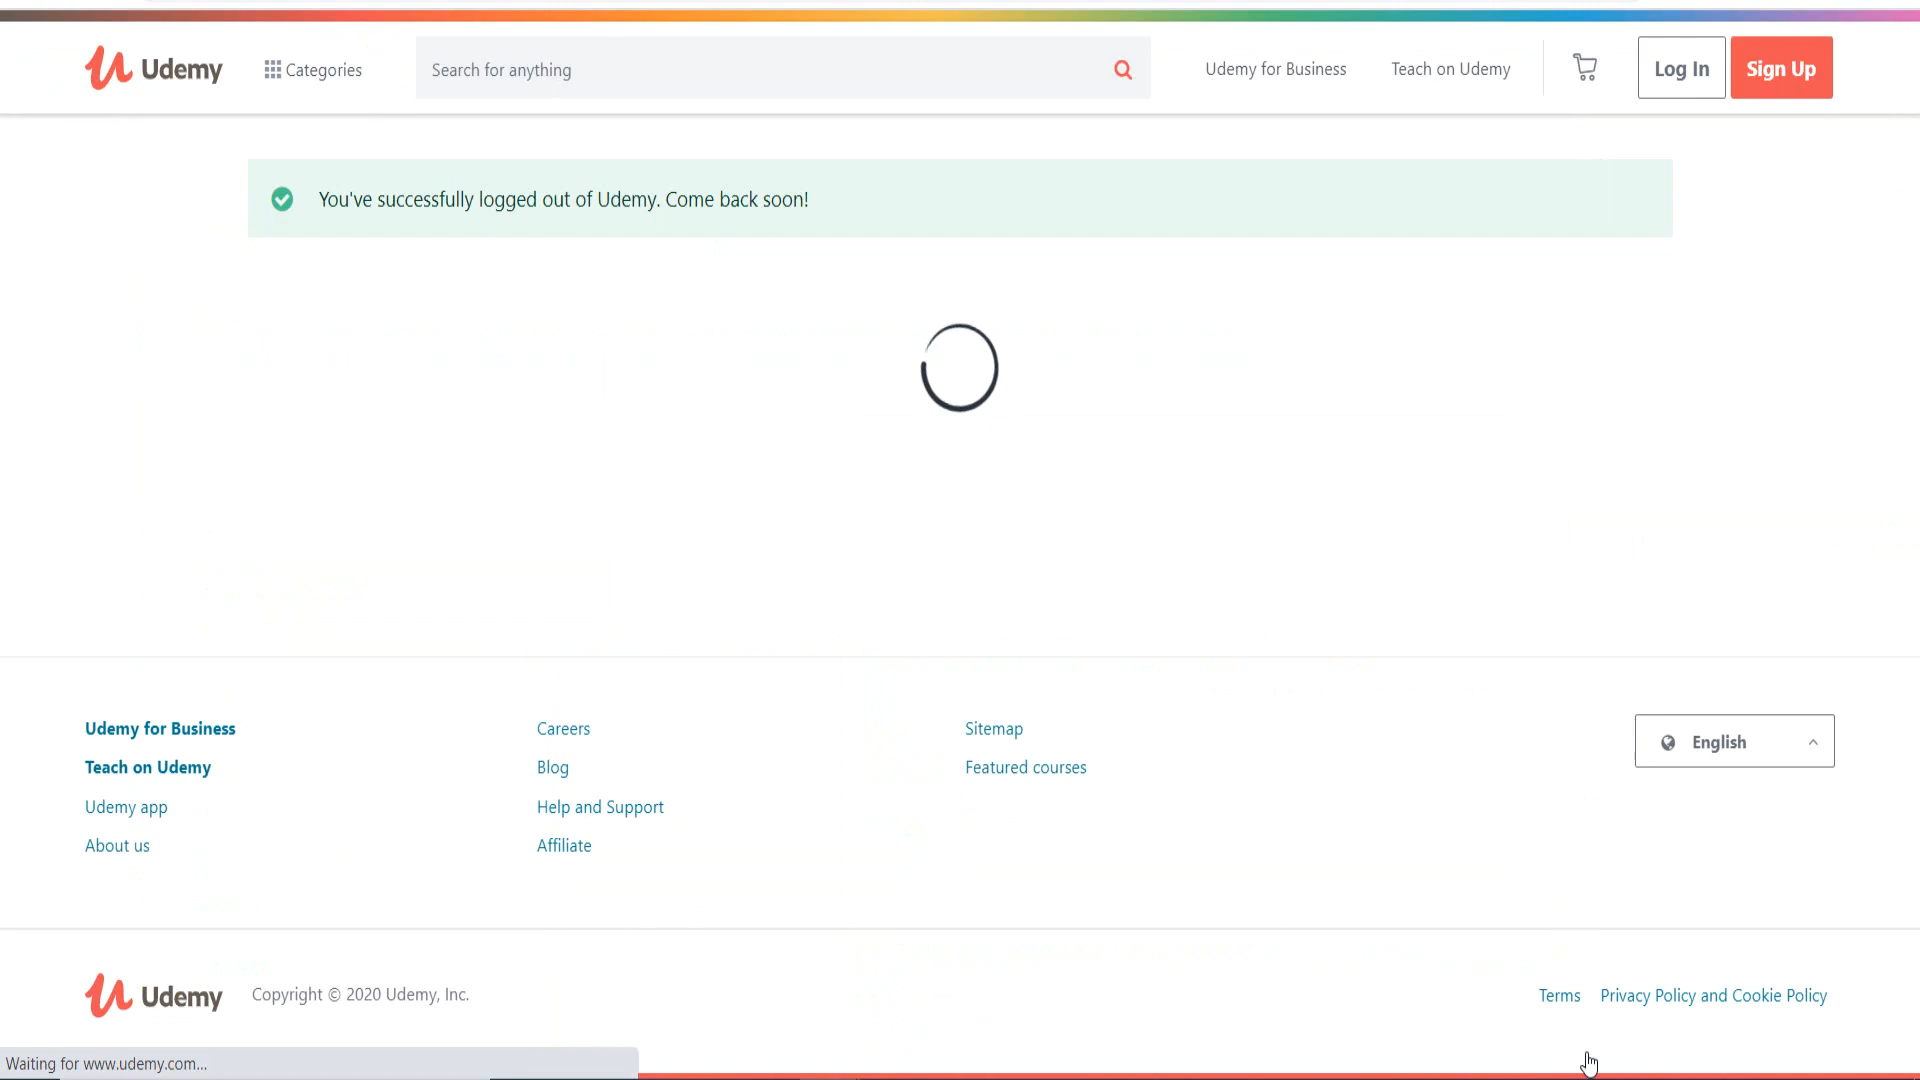 Udemy
Categories
Search for anything
Udemy for Business
Teach on Udemy
Log In
Sign Up
You've successfully logged out of Udemy. Come back soon!
Udemy for Business
Teach on Udemy
Udemy app
About us
Careers
Blog
Help and Support
Affiliate
Sitemap
Featured courses
English
Udemy
Copyright © 2020 Udemy, Inc.
Terms
Privacy Policy and Cookie Policy
Waiting for www.udemy.com...